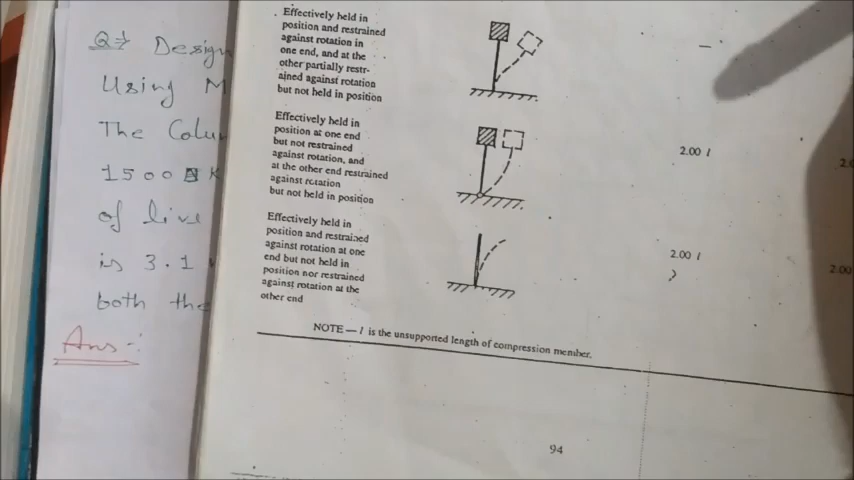 Q⇒ Design
Using M
The Colu
1500 K
of live
is 3.1
both the
Ans -:
Effectively held in
position and restrained
against rotation in
one end, and at the
other partially restr-
ained against rotation
but not held in position
—
Effectively held in
position at one end
but not restrained
against rotation, and
at the other end restrained
against rotation
but not held in position
2.00 l
2.0
Effectively held in
position and restrained
against rotation at one
end but not held in
position nor restrained
against rotation at the
other end
2.00 l
2.00
NOTE — l is the unsupported length of compression member.
94